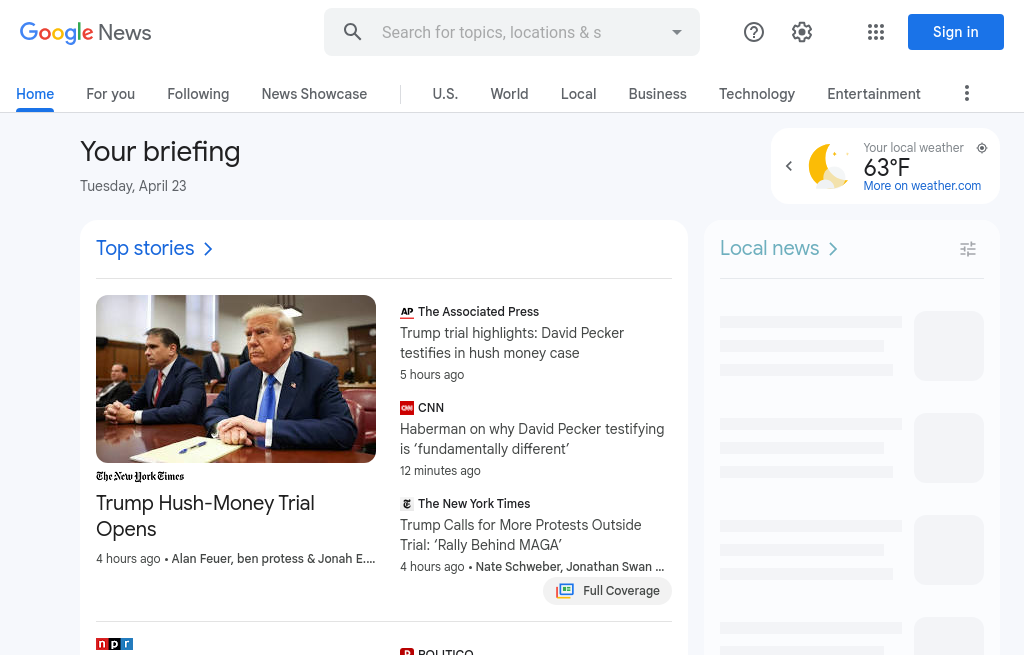 Google News
Search for topics, locations & s
Sign in
Home
For you
Following
News Showcase
U.S.
World
Local
Business
Technology
Entertainment
Your briefing
Tuesday, April 23
Your local weather
63°F
More on weather.com
Top stories
Local news
The New York Times
Trump Hush-Money Trial
Opens
4 hours ago • Alan Feuer, ben protess & Jonah E....
AP The Associated Press
Trump trial highlights: David Pecker
testifies in hush money case
5 hours ago
CNN CNN
Haberman on why David Pecker testifying
is ‘fundamentally different’
12 minutes ago
The New York Times
Trump Calls for More Protests Outside
Trial: ‘Rally Behind MAGA’
4 hours ago • Nate Schweber, Jonathan Swan ...
Full Coverage
npr
POLITICO